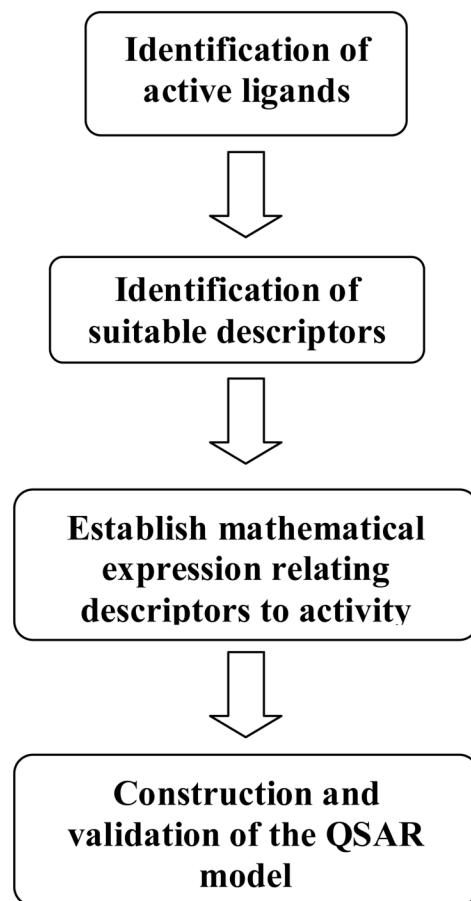 Identification of
active ligands
Identification of
suitable descriptors
Establish mathematical
expression relating
descriptors to activity
Construction and
validation of the QSAR
model